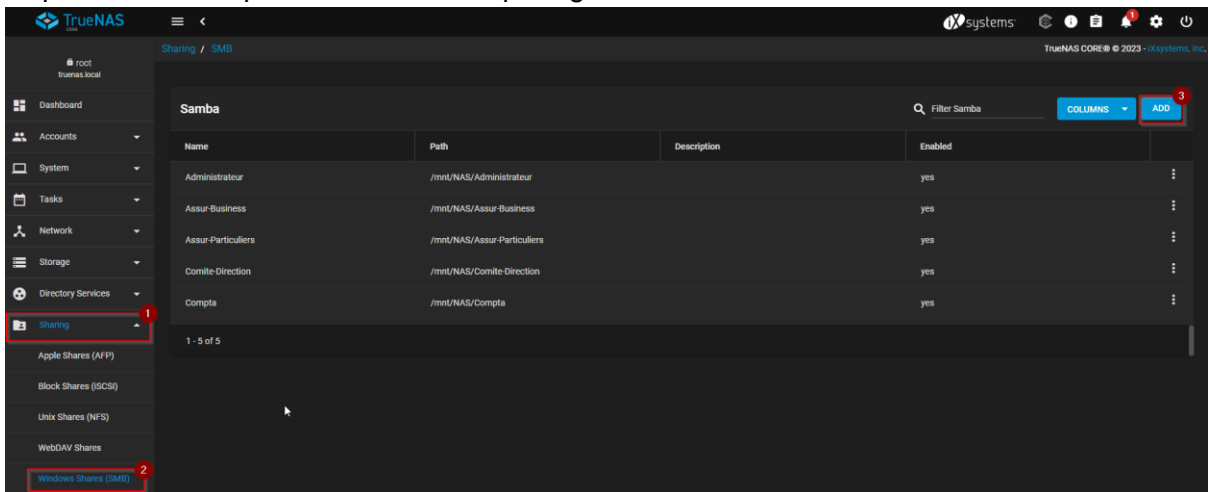 TrueNAS
CORE
iXsystems
1
Sharing / SMB
TrueNAS CORE® © 2023 - iXsystems, Inc.
root
truenas.local
Dashboard
Accounts
System
Tasks
Network
Storage
Directory Services
Sharing
1
Apple Shares (AFP)
Block Shares (iSCSI)
Unix Shares (NFS)
WebDAV Shares
Windows Shares (SMB)
2
Samba
Filter Samba
COLUMNS
ADD
3
Name Path Description Enabled
Administrateur /mnt/NAS/Administrateur yes
Assur-Business /mnt/NAS/Assur-Business yes
Assur-Particuliers /mnt/NAS/Assur-Particuliers yes
Comite-Direction /mnt/NAS/Comite-Direction yes
Compta /mnt/NAS/Compta yes
1 - 5 of 5